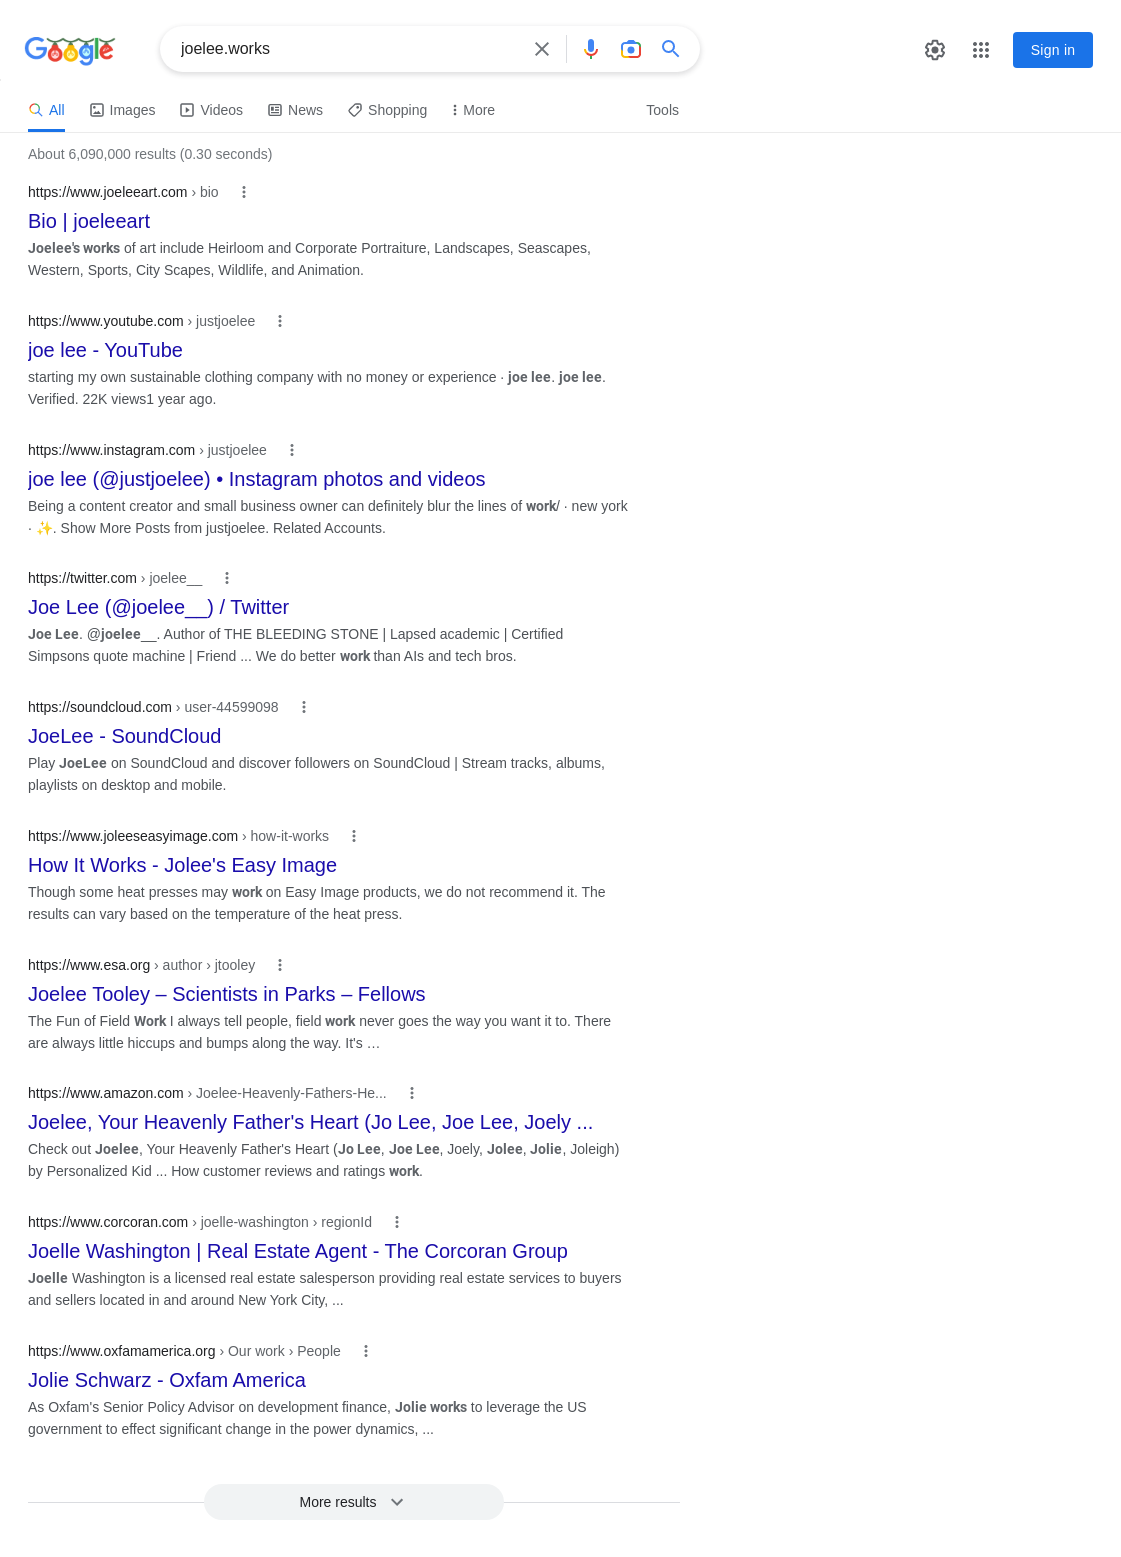 Google
joelee.works
Sign in
All
Images
Videos
News
Shopping
More
Tools
About 6,090,000 results (0.30 seconds)
https://www.joeleeart.com › bio
Bio | joeleeart
Joelee's works of art include Heirloom and Corporate Portraiture, Landscapes, Seascapes,
Western, Sports, City Scapes, Wildlife, and Animation.
https://www.youtube.com › justjoelee
joe lee - YouTube
starting my own sustainable clothing company with no money or experience · joe lee. joe lee.
Verified. 22K views1 year ago.
https://www.instagram.com › justjoelee
joe lee (@justjoelee) • Instagram photos and videos
Being a content creator and small business owner can definitely blur the lines of work/ · new york
· ✨. Show More Posts from justjoelee. Related Accounts.
https://twitter.com › joelee__
Joe Lee (@joelee__) / Twitter
Joe Lee. @joelee__. Author of THE BLEEDING STONE | Lapsed academic | Certified
Simpsons quote machine | Friend ... We do better work than AIs and tech bros.
https://soundcloud.com › user-44599098
JoeLee - SoundCloud
Play JoeLee on SoundCloud and discover followers on SoundCloud | Stream tracks, albums,
playlists on desktop and mobile.
https://www.joleeseasyimage.com › how-it-works
How It Works - Jolee's Easy Image
Though some heat presses may work on Easy Image products, we do not recommend it. The
results can vary based on the temperature of the heat press.
https://www.esa.org › author › jtooley
Joelee Tooley – Scientists in Parks – Fellows
The Fun of Field Work I always tell people, field work never goes the way you want it to. There
are always little hiccups and bumps along the way. It's …
https://www.amazon.com › Joelee-Heavenly-Fathers-He...
Joelee, Your Heavenly Father's Heart (Jo Lee, Joe Lee, Joely ...
Check out Joelee, Your Heavenly Father's Heart (Jo Lee, Joe Lee, Joely, Jolee, Jolie, Joleigh)
by Personalized Kid ... How customer reviews and ratings work.
https://www.corcoran.com › joelle-washington › regionId
Joelle Washington | Real Estate Agent - The Corcoran Group
Joelle Washington is a licensed real estate salesperson providing real estate services to buyers
and sellers located in and around New York City, ...
https://www.oxfamamerica.org › Our work › People
Jolie Schwarz - Oxfam America
As Oxfam's Senior Policy Advisor on development finance, Jolie works to leverage the US
government to effect significant change in the power dynamics, ...
More results